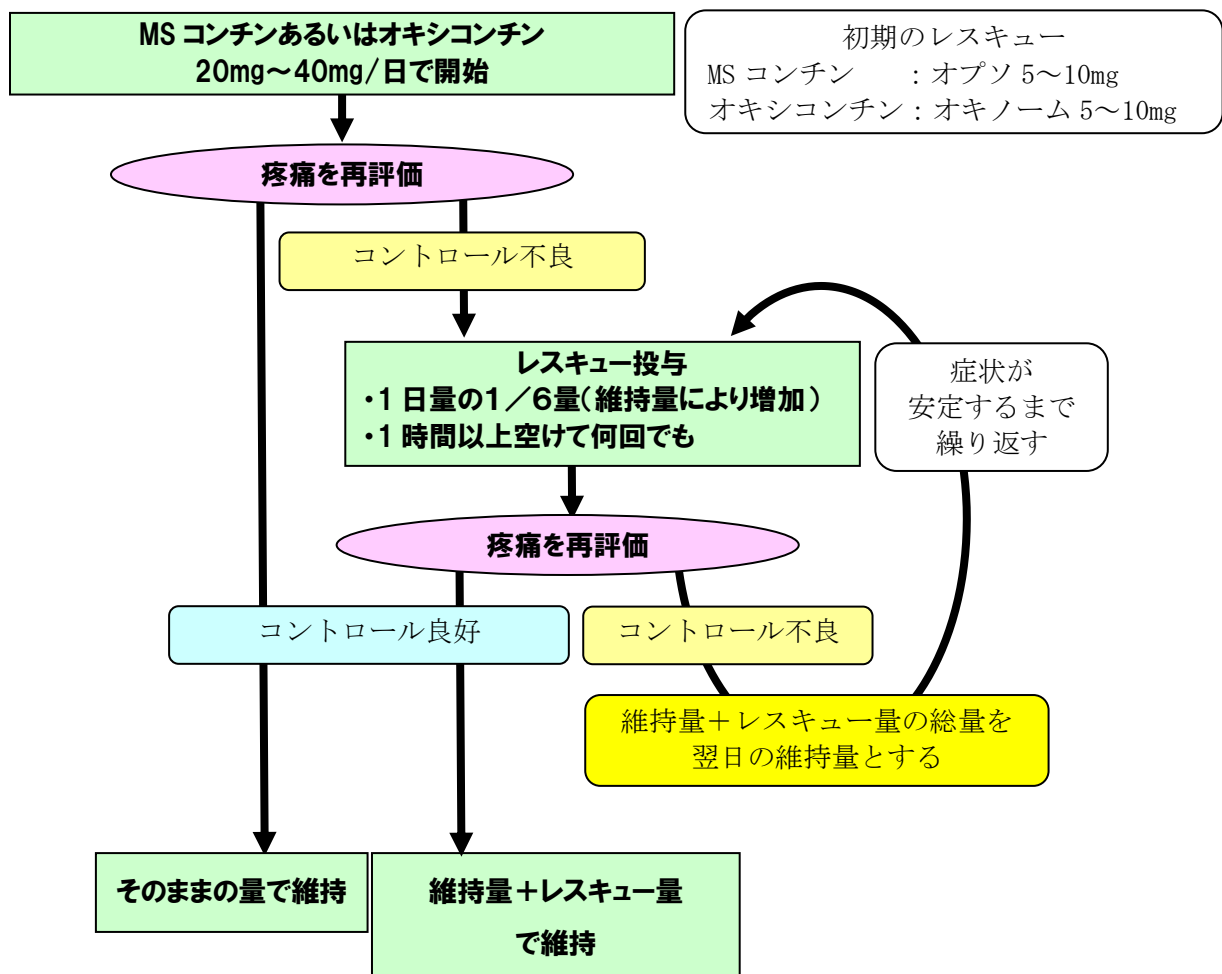 MSコンチンあるいはオキシコンチン
20mg～40mg/日で開始
初期のレスキュー
MSコンチン　　：オプソ5～10mg
オキシコンチン：オキノーム5～10mg
疼痛を再評価
コントロール不良
レスキュー投与
・1日量の1／6量(維持量により増加)
・1時間以上空けて何回でも
症状が
安定するまで
繰り返す
疼痛を再評価
コントロール良好
コントロール不良
維持量＋レスキュー量の総量を
翌日の維持量とする
そのままの量で維持
維持量＋レスキュー量
で維持